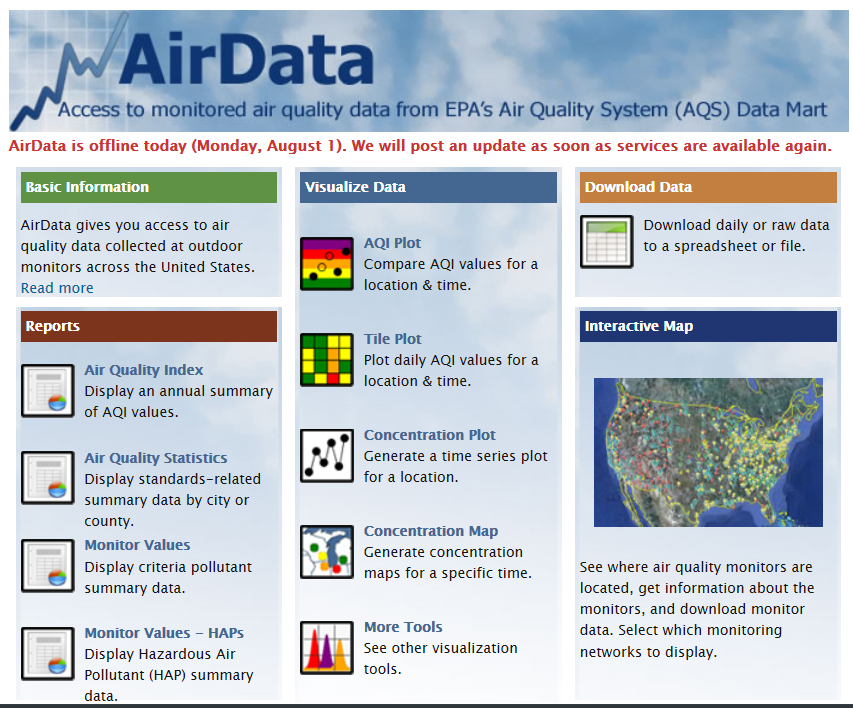 AirData
Access to monitored air quality data from EPA's Air Quality System (AQS) Data Mart
AirData is offline today (Monday, August 1). We will post an update as soon as services are available again.
Basic Information
AirData gives you access to air
quality data collected at outdoor
monitors across the United States.
Read more
Reports
Air Quality Index
Display an annual summary
of AQI values.
Air Quality Statistics
Display standards-related
summary data by city or
county.
Monitor Values
Display criteria pollutant
summary data.
Monitor Values - HAPs
Display Hazardous Air
Pollutant (HAP) summary
data.
Visualize Data
AQI Plot
Compare AQI values for a
location & time.
Tile Plot
Plot daily AQI values for a
location & time.
Concentration Plot
Generate a time series plot
for a location.
Concentration Map
Generate concentration
maps for a specific time.
More Tools
See other visualization
tools.
Download Data
Download daily or raw data
to a spreadsheet or file.
Interactive Map
See where air quality monitors are
located, get information about the
monitors, and download monitor
data. Select which monitoring
networks to display.